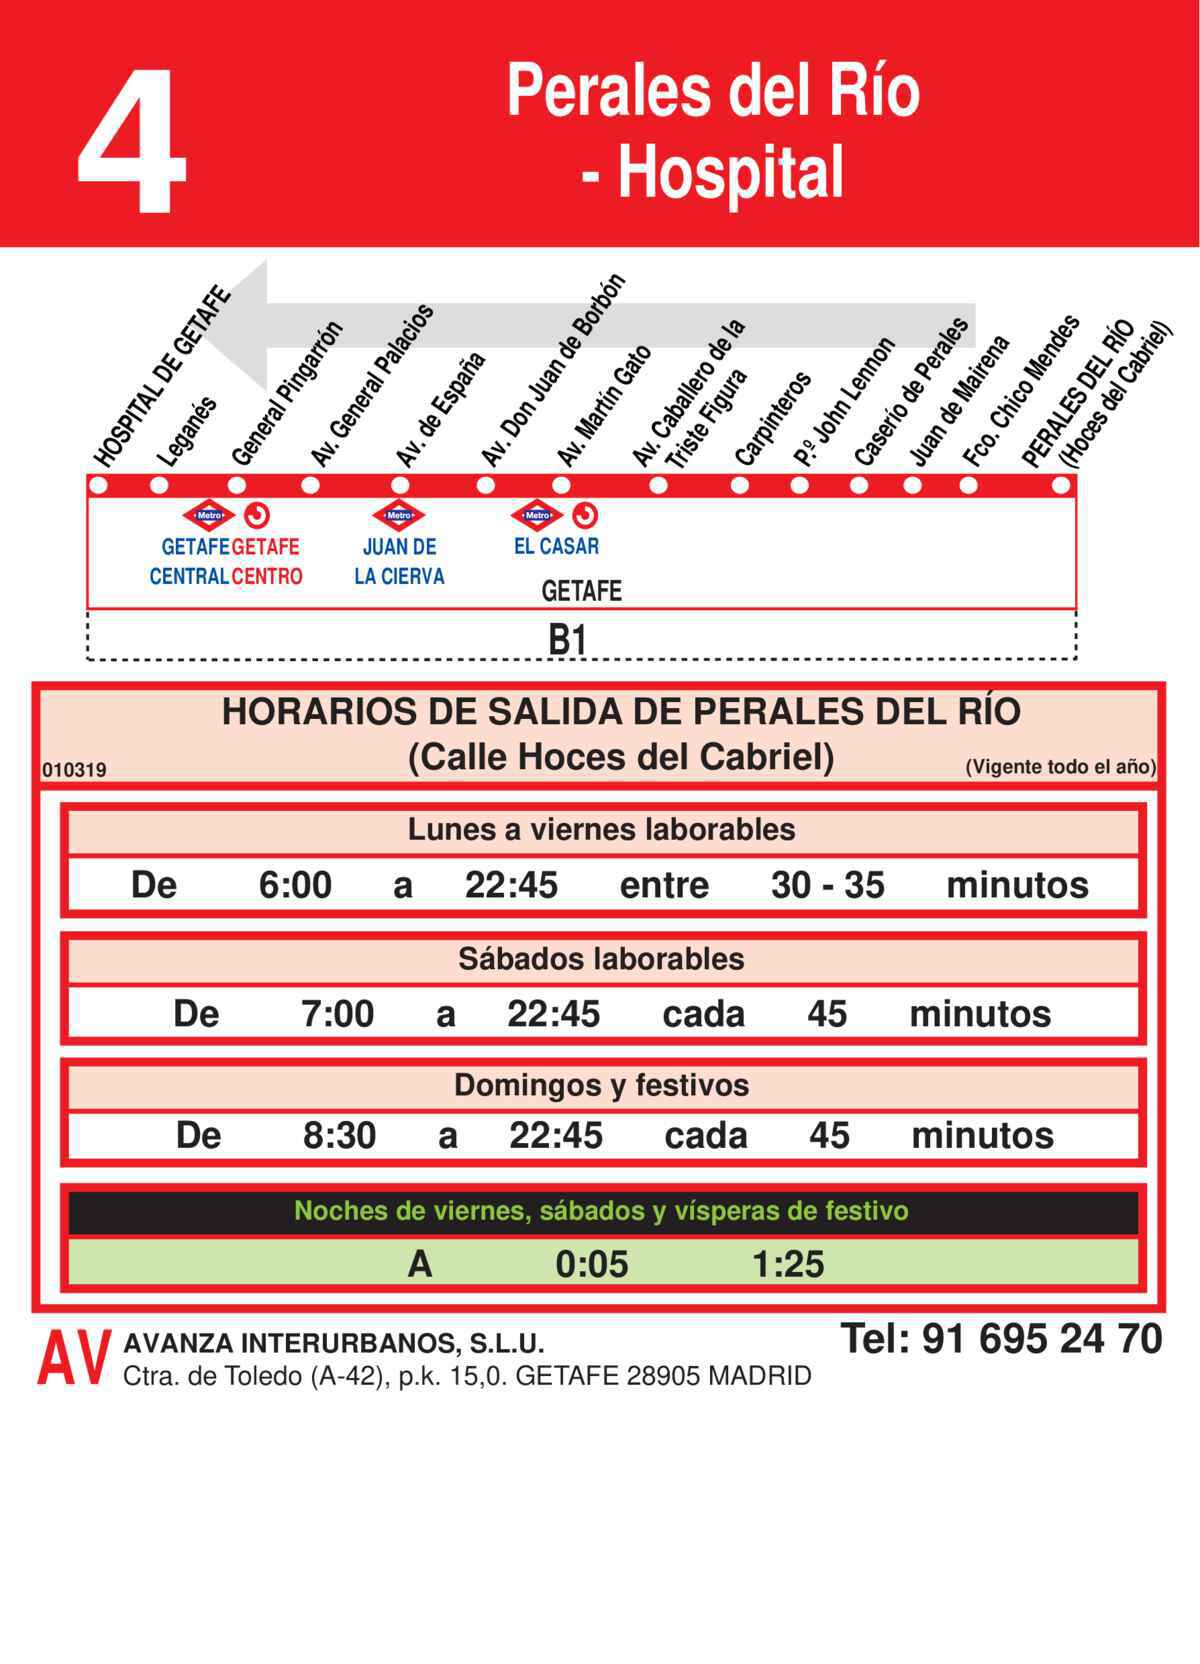 4
Perales del Río
- Hospital
HOSPITAL DE GETAFE
Leganés
General Pingarrón
Av. General Palacios
Av. de España
Av. Don Juan de Borbón
Av. Martín Gato
Av. Caballero de la
Triste Figura
Carpinteros
P.º John Lennon
Caserío de Perales
Juan de Mairena
Fco. Chico Mendes
PERALES DEL RÍO
(Hoces del Cabriel)
Metro
Metro
Metro
GETAFE
CENTRAL
GETAFE
CENTRO
JUAN DE
LA CIERVA
EL CASAR
GETAFE
B1
HORARIOS DE SALIDA DE PERALES DEL RÍO
(Calle Hoces del Cabriel)
010319
(Vigente todo el año)
Lunes a viernes laborables
De 6:00 a 22:45 entre 30 - 35 minutos
Sábados laborables
De 7:00 a 22:45 cada 45 minutos
Domingos y festivos
De 8:30 a 22:45 cada 45 minutos
Noches de viernes, sábados y vísperas de festivo
A 0:05 1:25
AV
AVANZA INTERURBANOS, S.L.U.
Ctra. de Toledo (A-42), p.k. 15,0. GETAFE 28905 MADRID
Tel: 91 695 24 70